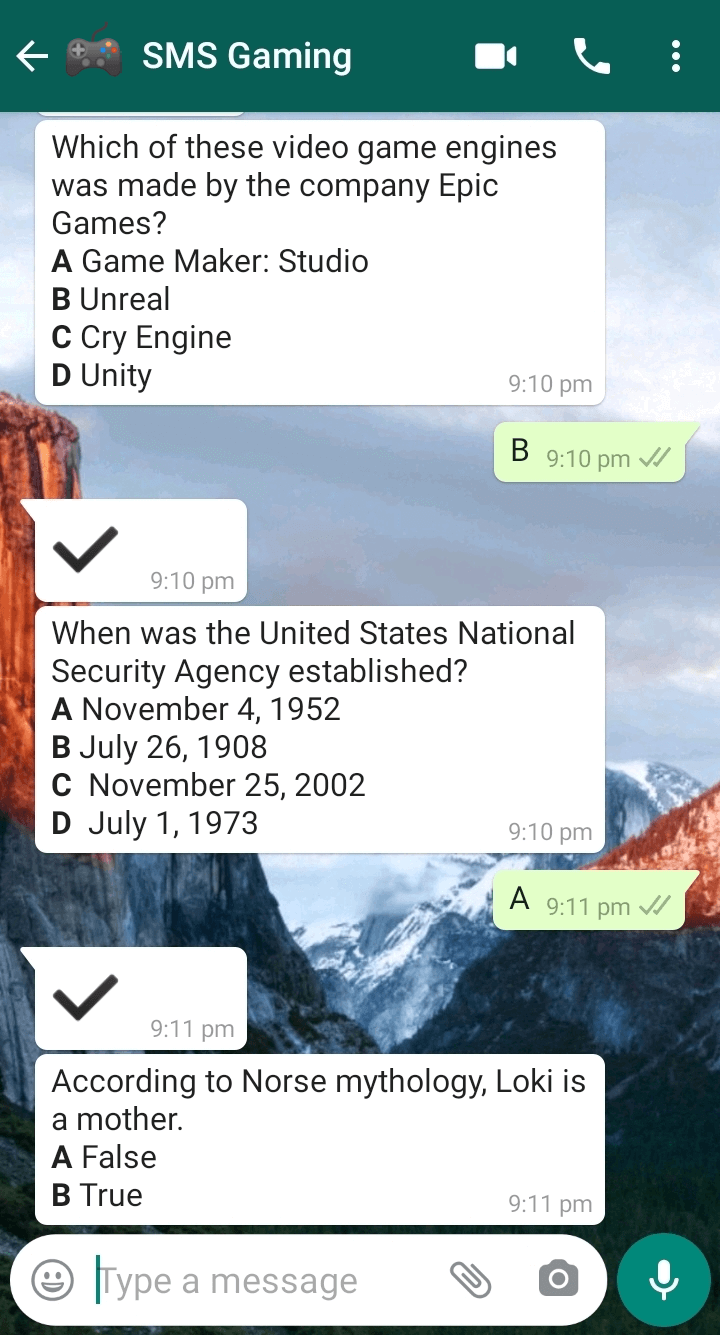 SMS Gaming
Which of these video game engines
was made by the company Epic
Games?
A Game Maker: Studio
B Unreal
C Cry Engine
D Unity
9:10 pm
B 9:10 pm
9:10 pm
When was the United States National
Security Agency established?
A November 4, 1952
B July 26, 1908
C November 25, 2002
D July 1, 1973
9:10 pm
A 9:11 pm
9:11 pm
According to Norse mythology, Loki is
a mother.
A False
B True
9:11 pm
Type a message